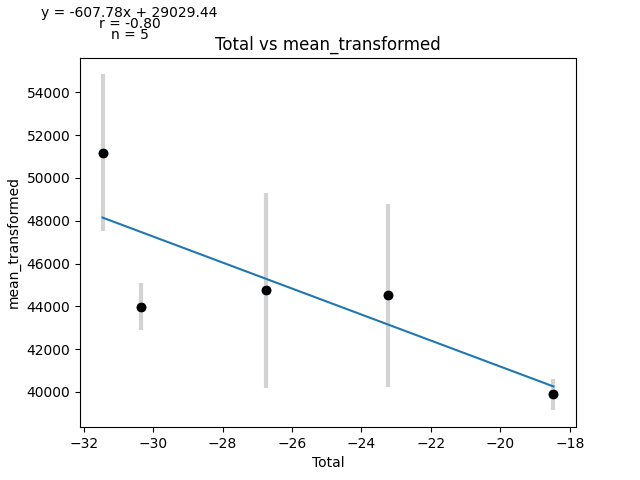 y = -607.78x + 29029.44
r = -0.80
n = 5
Total vs mean_transformed
54000
52000
50000
48000
46000
44000
42000
40000
mean_transformed
−32
−30
−28
−26
−24
−22
−20
−18
Total